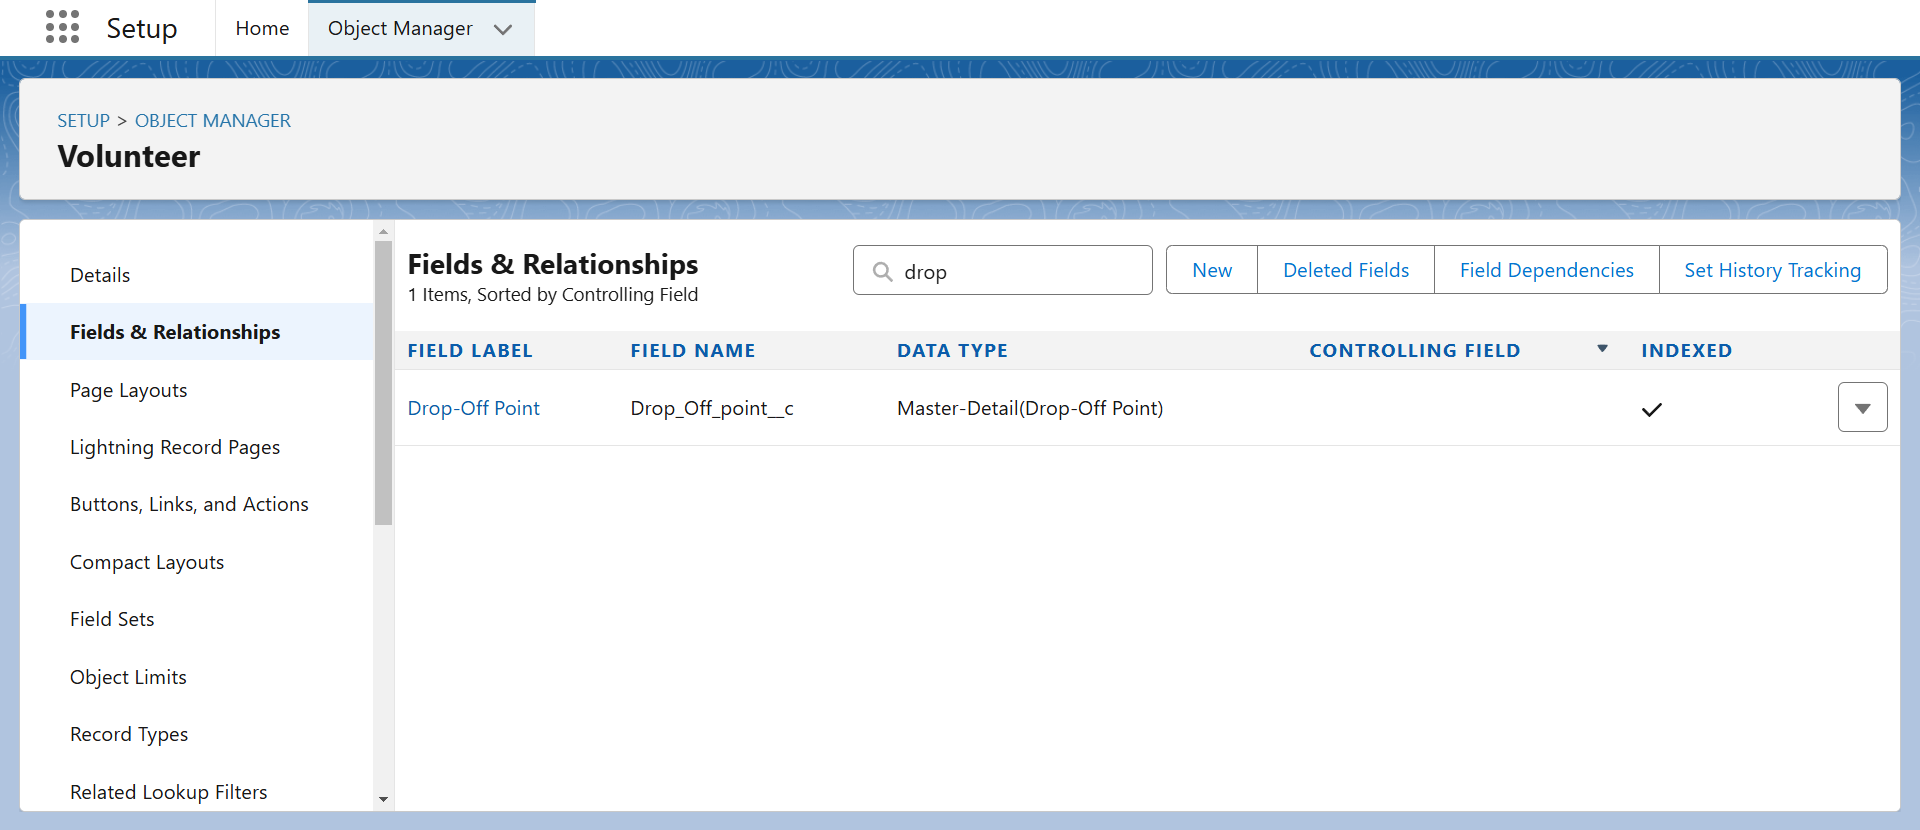 Setup
Home
Object Manager
SETUP > OBJECT MANAGER
Volunteer
Details
Fields & Relationships
Page Layouts
Lightning Record Pages
Buttons, Links, and Actions
Compact Layouts
Field Sets
Object Limits
Record Types
Related Lookup Filters
Fields & Relationships
1 Items, Sorted by Controlling Field
drop
New
Deleted Fields
Field Dependencies
Set History Tracking
FIELD LABEL FIELD NAME DATA TYPE CONTROLLING FIELD INDEXED
Drop-Off Point Drop_Off_point__c Master-Detail(Drop-Off Point)